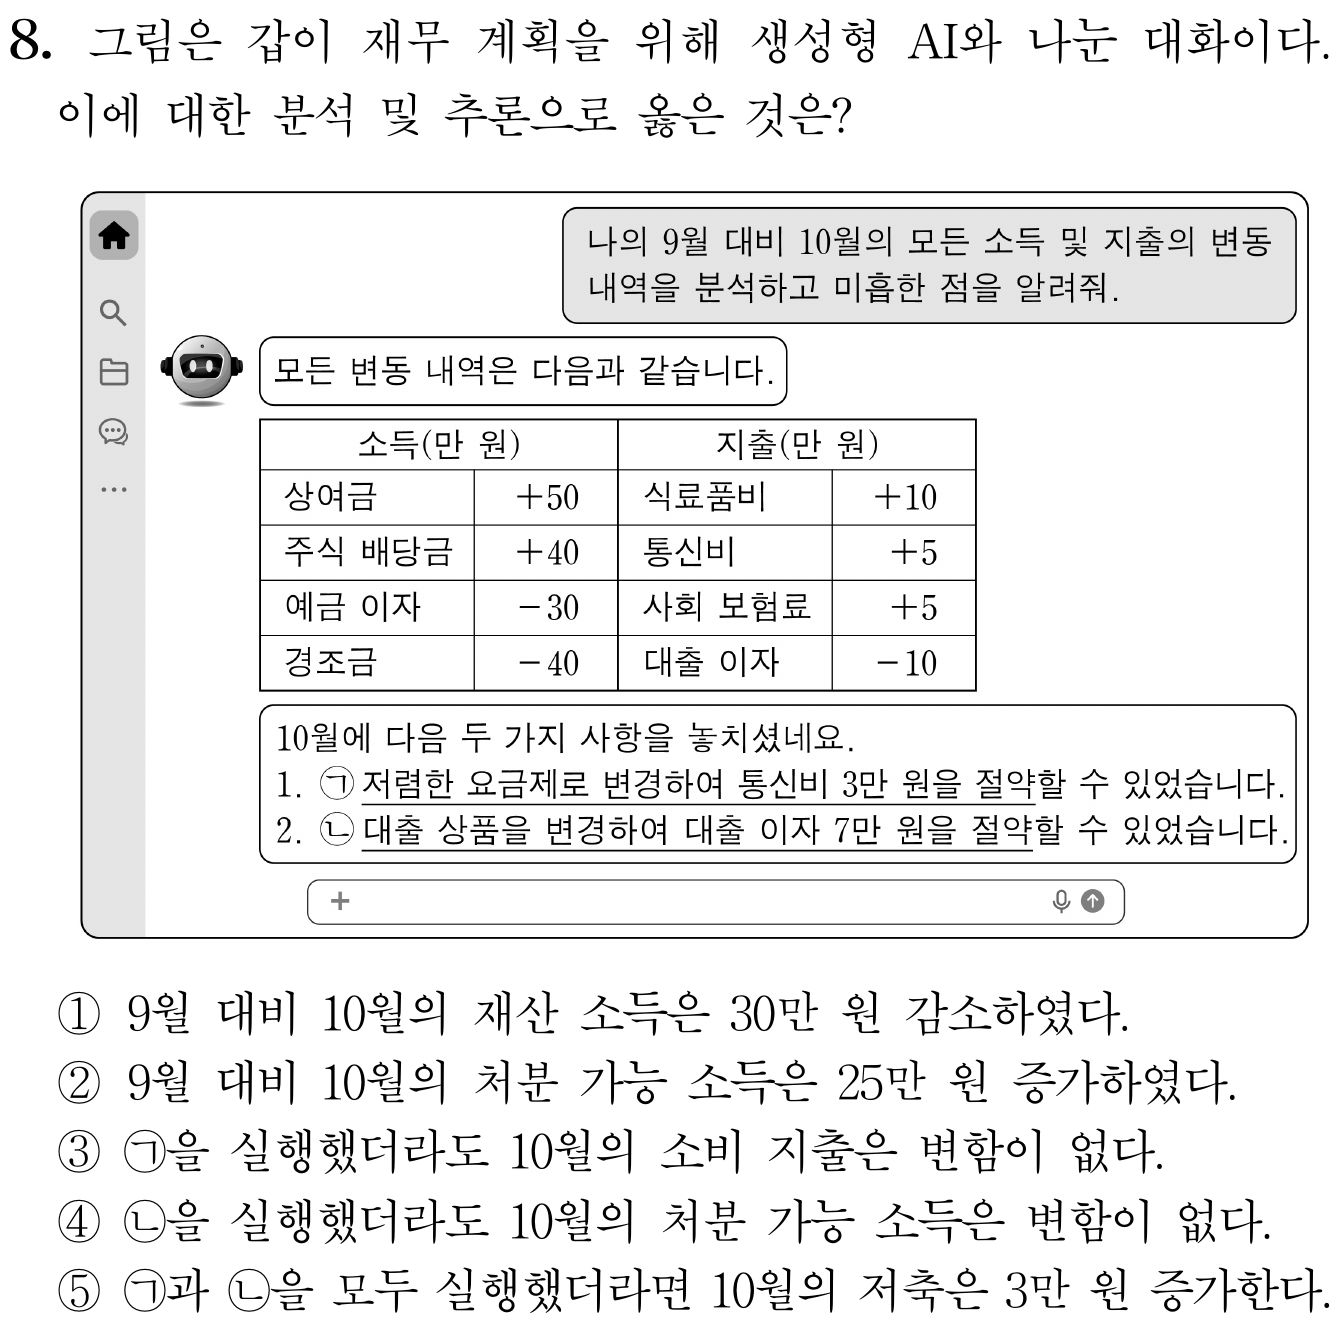 8. 그림은 갑이 재무 계획을 위해 생성형 AI와 나눈 대화이다.
이에 대한 분석 및 추론으로 옳은 것은?
나의 9월 대비 10월의 모든 소득 및 지출의 변동
내역을 분석하고 미흡한 점을 알려줘.
모든 변동 내역은 다음과 같습니다.
소득(만 원) 지출(만 원)
상여금 +50 식료품비 +10
주식 배당금 +40 통신비 +5
예금 이자 -30 사회 보험료 +5
경조금 -40 대출 이자 -10
10월에 다음 두 가지 사항을 놓치셨네요.
1. ㉠ 저렴한 요금제로 변경하여 통신비 3만 원을 절약할 수 있었습니다.
2. ㉡ 대출 상품을 변경하여 대출 이자 7만 원을 절약할 수 있었습니다.
① 9월 대비 10월의 재산 소득은 30만 원 감소하였다.
② 9월 대비 10월의 처분 가능 소득은 25만 원 증가하였다.
③ ㉠을 실행했더라도 10월의 소비 지출은 변함이 없다.
④ ㉡을 실행했더라도 10월의 처분 가능 소득은 변함이 없다.
⑤ ㉠과 ㉡을 모두 실행했더라면 10월의 저축은 3만 원 증가한다.